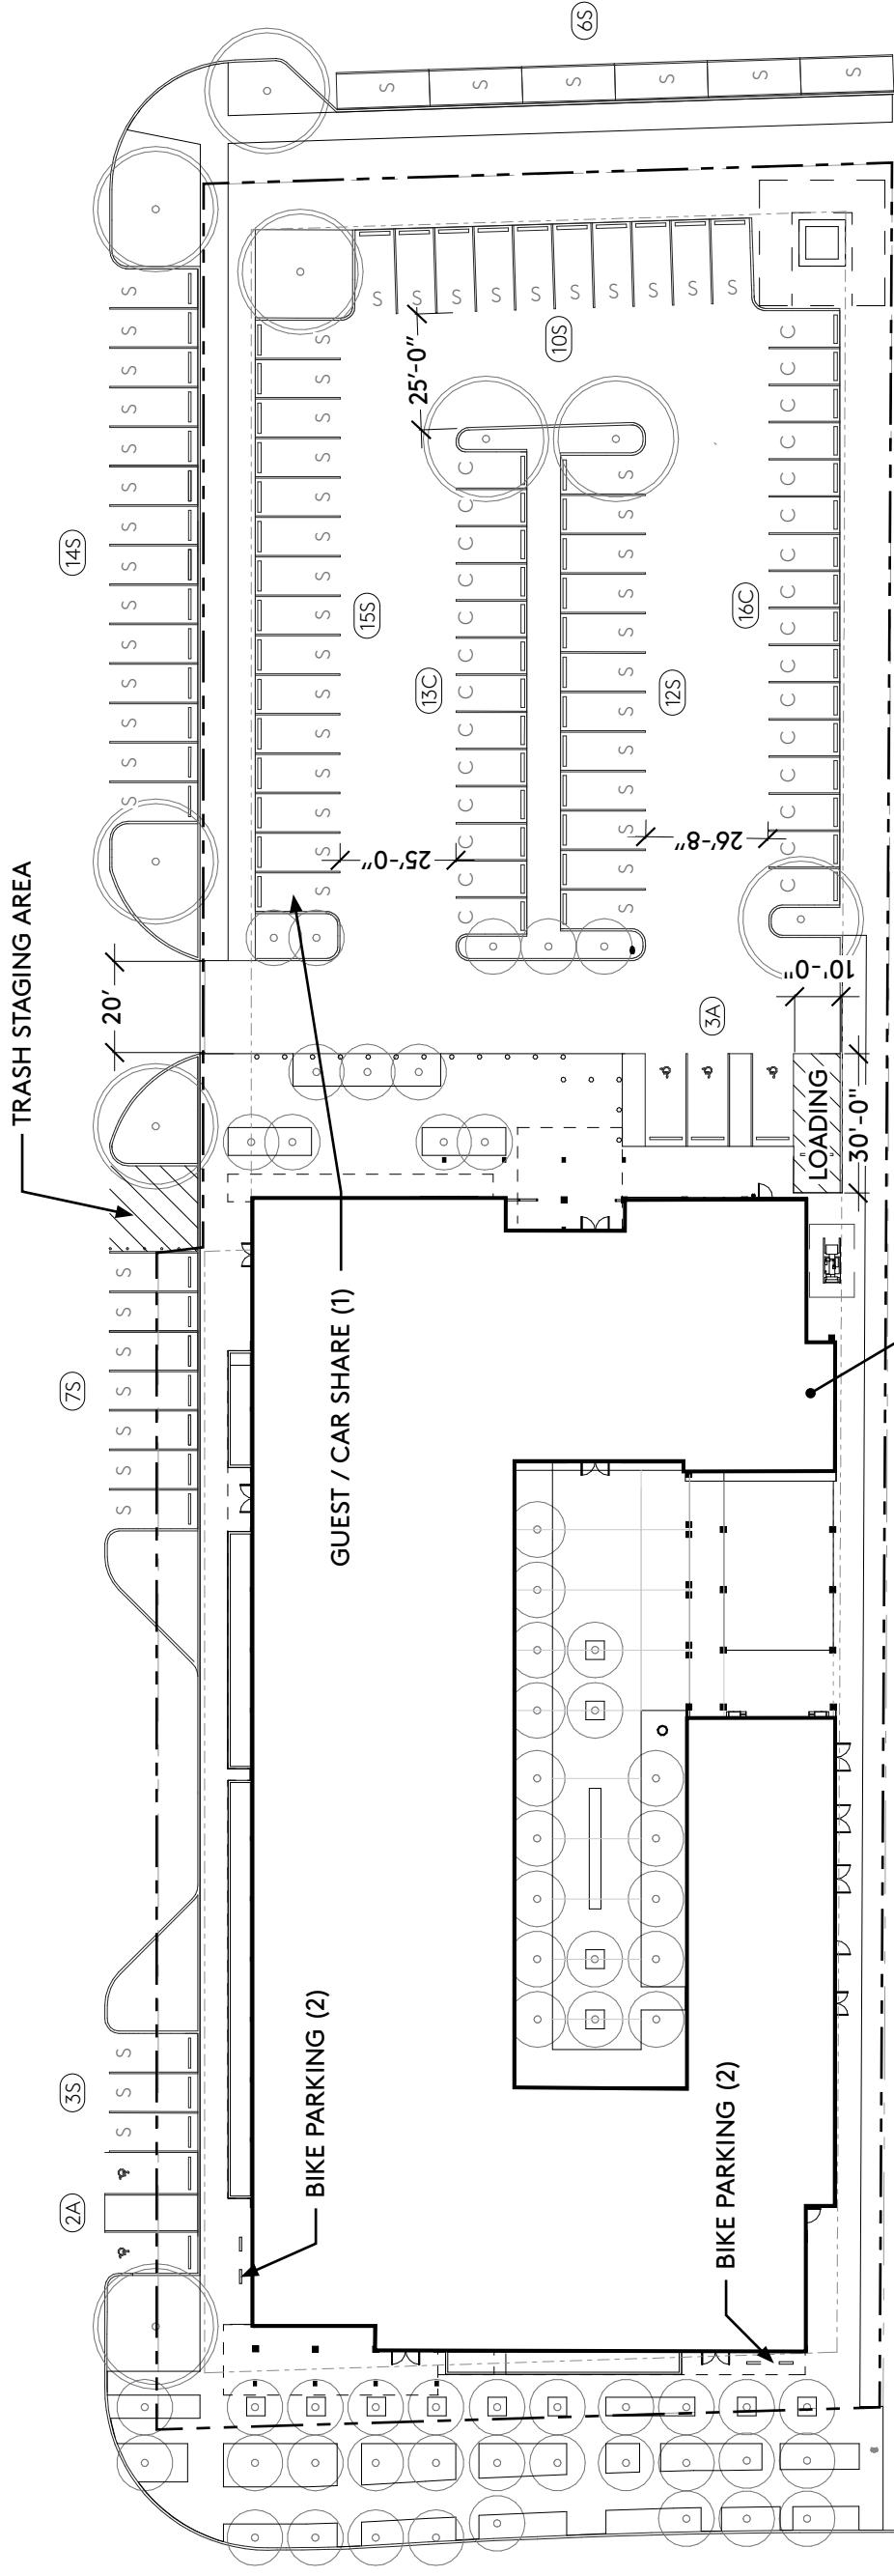 TRASH STAGING AREA
2A
3S
7S
14S
20'
S S S
S S S S S S S
S S S S S S S S S S S S S S
BIKE PARKING (2)
GUEST / CAR SHARE (1)
S S S S S S S S S S S S S S S
15S
25'-0"
25'-0"
13C
C C C C C C C C C C C C C
S S S S S S S S S S
10S
6S
S S S S S S
S S S S S S S S S S S S
12S
3A
26'-8"
16C
BIKE PARKING (2)
C C C C C C C C C C C C C C C C
LOADING
10'-0"
30'-0"